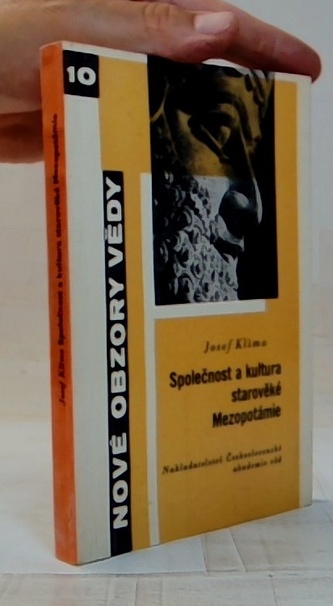 10
NOVÉ OBZORY VĚDY
Josef Klíma Společnost a kultura starověké Mezopotámie
Josef Klíma
Společnost a kultura
starověké
Mezopotámie
Nakladatelství Československé
akademie věd